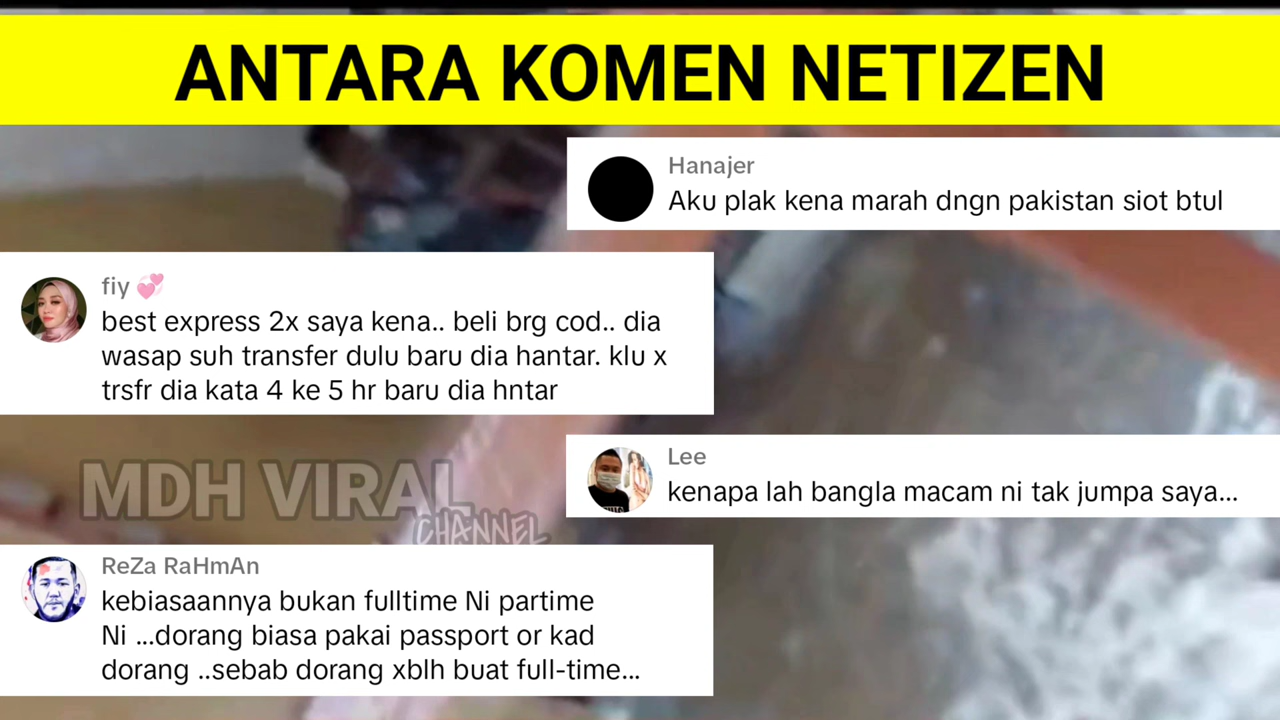 ANTARA KOMEN NETIZEN
Hanajer
Aku plak kena marah dngn pakistan siot btul
fiy 💞
best express 2x saya kena.. beli brg cod.. dia
wasap suh transfer dulu baru dia hantar. klu x
trsfr dia kata 4 ke 5 hr baru dia hntar
Lee
kenapa lah bangla macam ni tak jumpa saya...
MDH VIRAL
CHANNEL
ReZa RaHmAn
kebiasaannya bukan fulltime Ni partime
Ni ...dorang biasa pakai passport or kad
dorang ..sebab dorang xblh buat full-time...